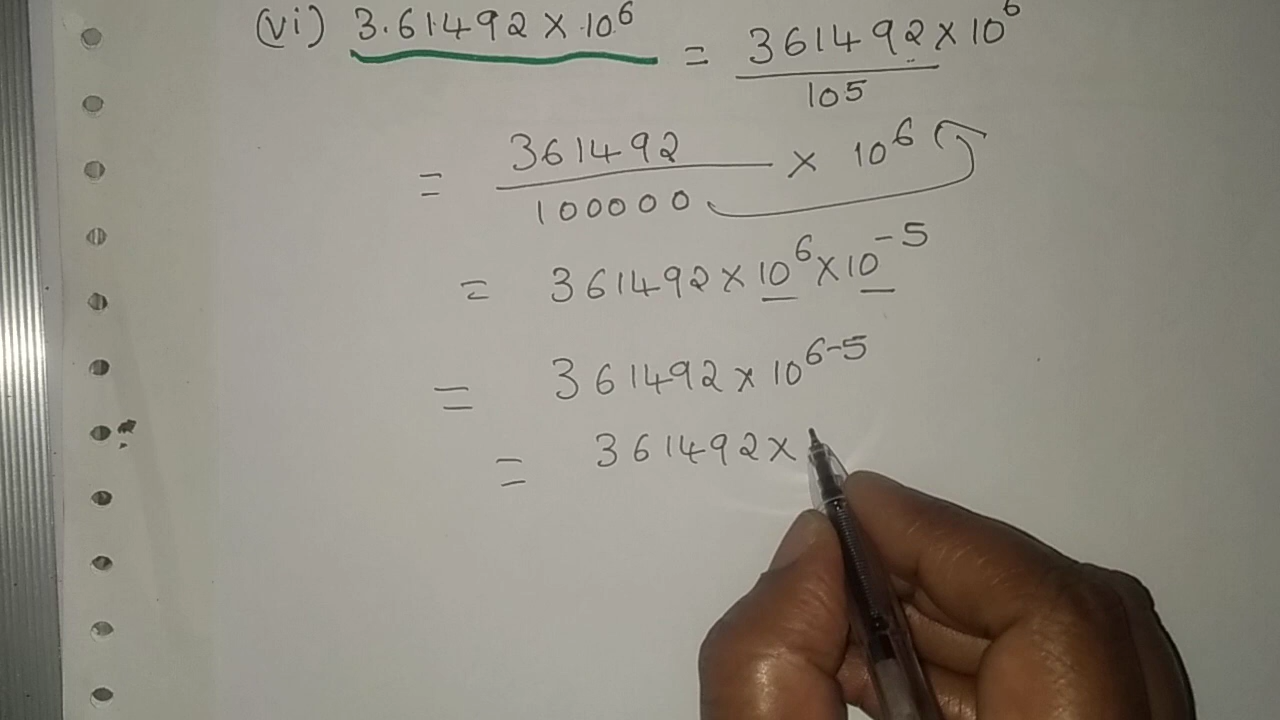 (vi) 3.61492 × 10⁶ = 361492 × 10⁶ / 10⁵
= 361492 / 100000 × 10⁶
= 361492 × 10⁶ × 10⁻⁵
= 361492 × 10⁶⁻⁵
= 361492 ×